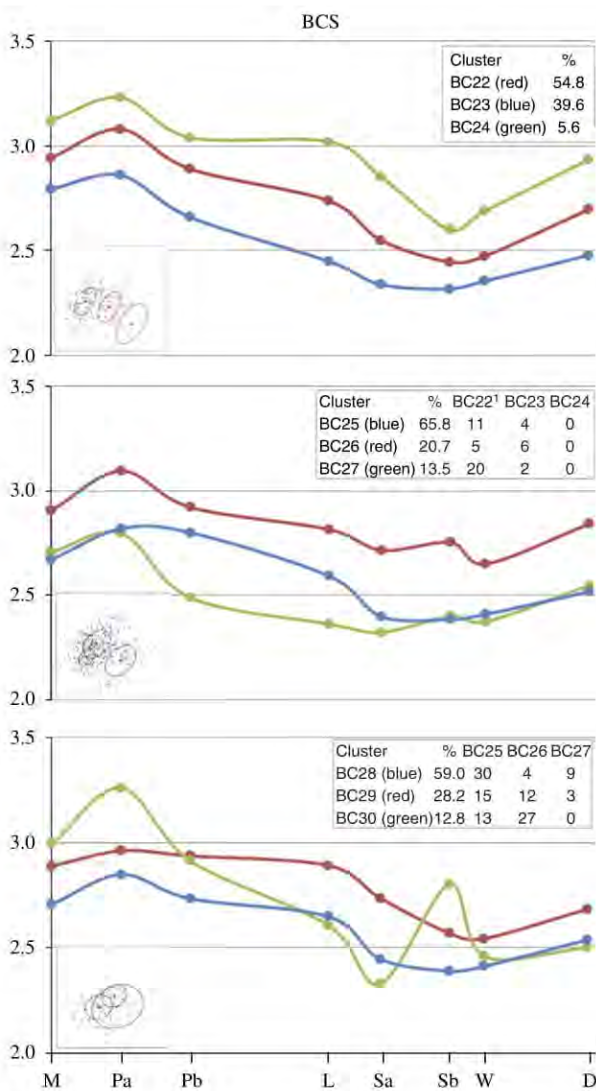 BCS
3.5
Cluster %
BC22 (red) 54.8
BC23 (blue) 39.6
BC24 (green) 5.6
3.0
2.5
2.0
Cluster % BC22¹ BC23 BC24
BC25 (blue) 65.8 11 4 0
BC26 (red) 20.7 5 6 0
BC27 (green) 13.5 20 2 0
3.0
2.5
2.0
3.5
Cluster % BC25 BC26 BC27
BC28 (blue) 59.0 30 4 9
BC29 (red) 28.2 15 12 3
BC30 (green) 12.8 13 27 0
3.0
2.5
2.0
M Pa Pb L Sa Sb W D